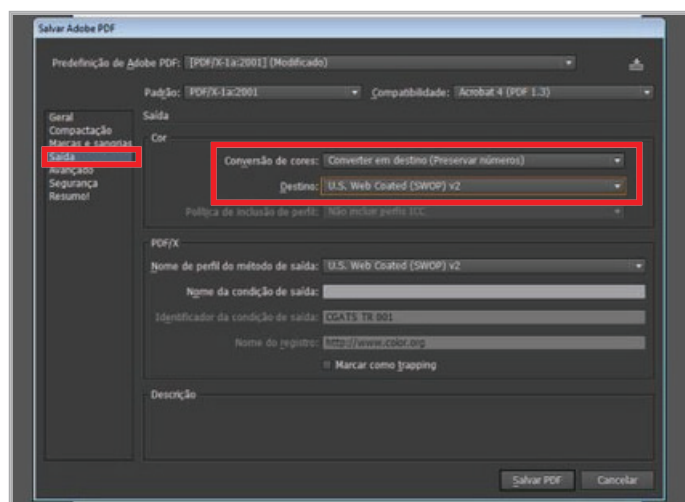 Salvar Adobe PDF
Predefinição de Adobe PDF: [PDF/X-1a:2001] (Modificado)
Padrão: PDF/X-1a:2001 Compatibilidade: Acrobat 4 (PDF 1.3)
Geral
Compactação
Marcas e sangrias
Saída
Avançado
Segurança
Resumo!
Saída
Cor
Conversão de cores: Converter em destino (Preservar números)
Destino: U.S. Web Coated (SWOP) v2
Política de inclusão de perfil: Não incluir perfis ICC
PDF/X
Nome de perfil do método de saída: U.S. Web Coated (SWOP) v2
Nome da condição de saída:
Identificador da condição de saída: CGATS TR 001
Nome do registro: http://www.color.org
Marcar como trapping
Descrição
Salvar PDF Cancelar